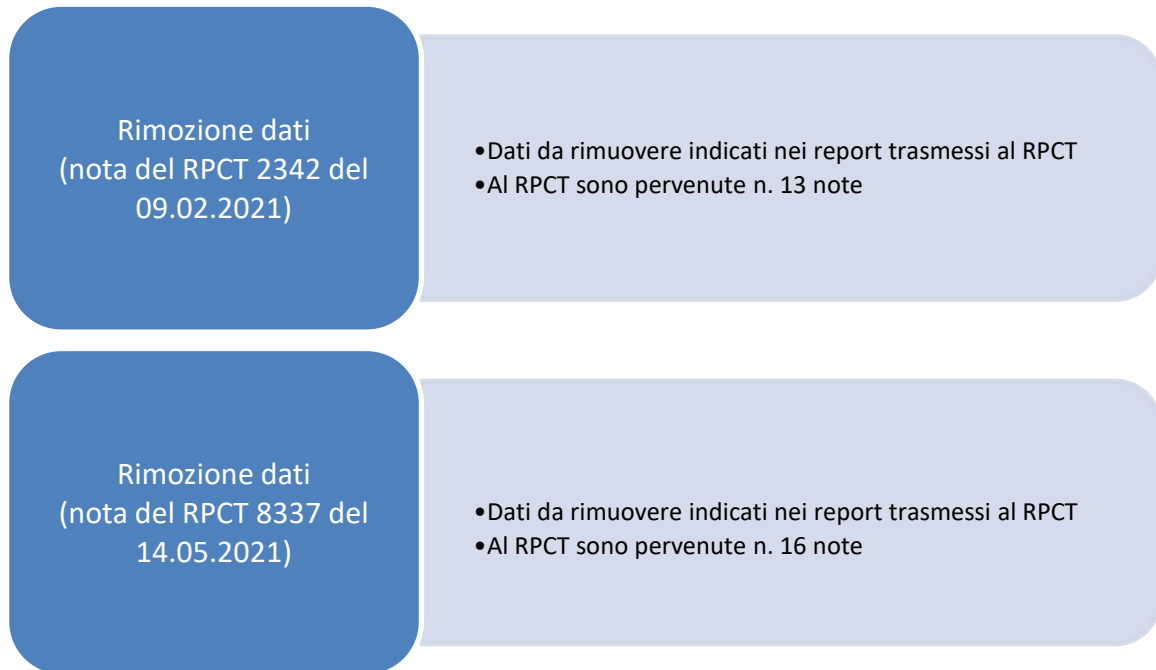 Rimozione dati
(nota del RPCT 2342 del
09.02.2021)
•Dati da rimuovere indicati nei report trasmessi al RPCT
•Al RPCT sono pervenute n. 13 note
Rimozione dati
(nota del RPCT 8337 del
14.05.2021)
•Dati da rimuovere indicati nei report trasmessi al RPCT
•Al RPCT sono pervenute n. 16 note